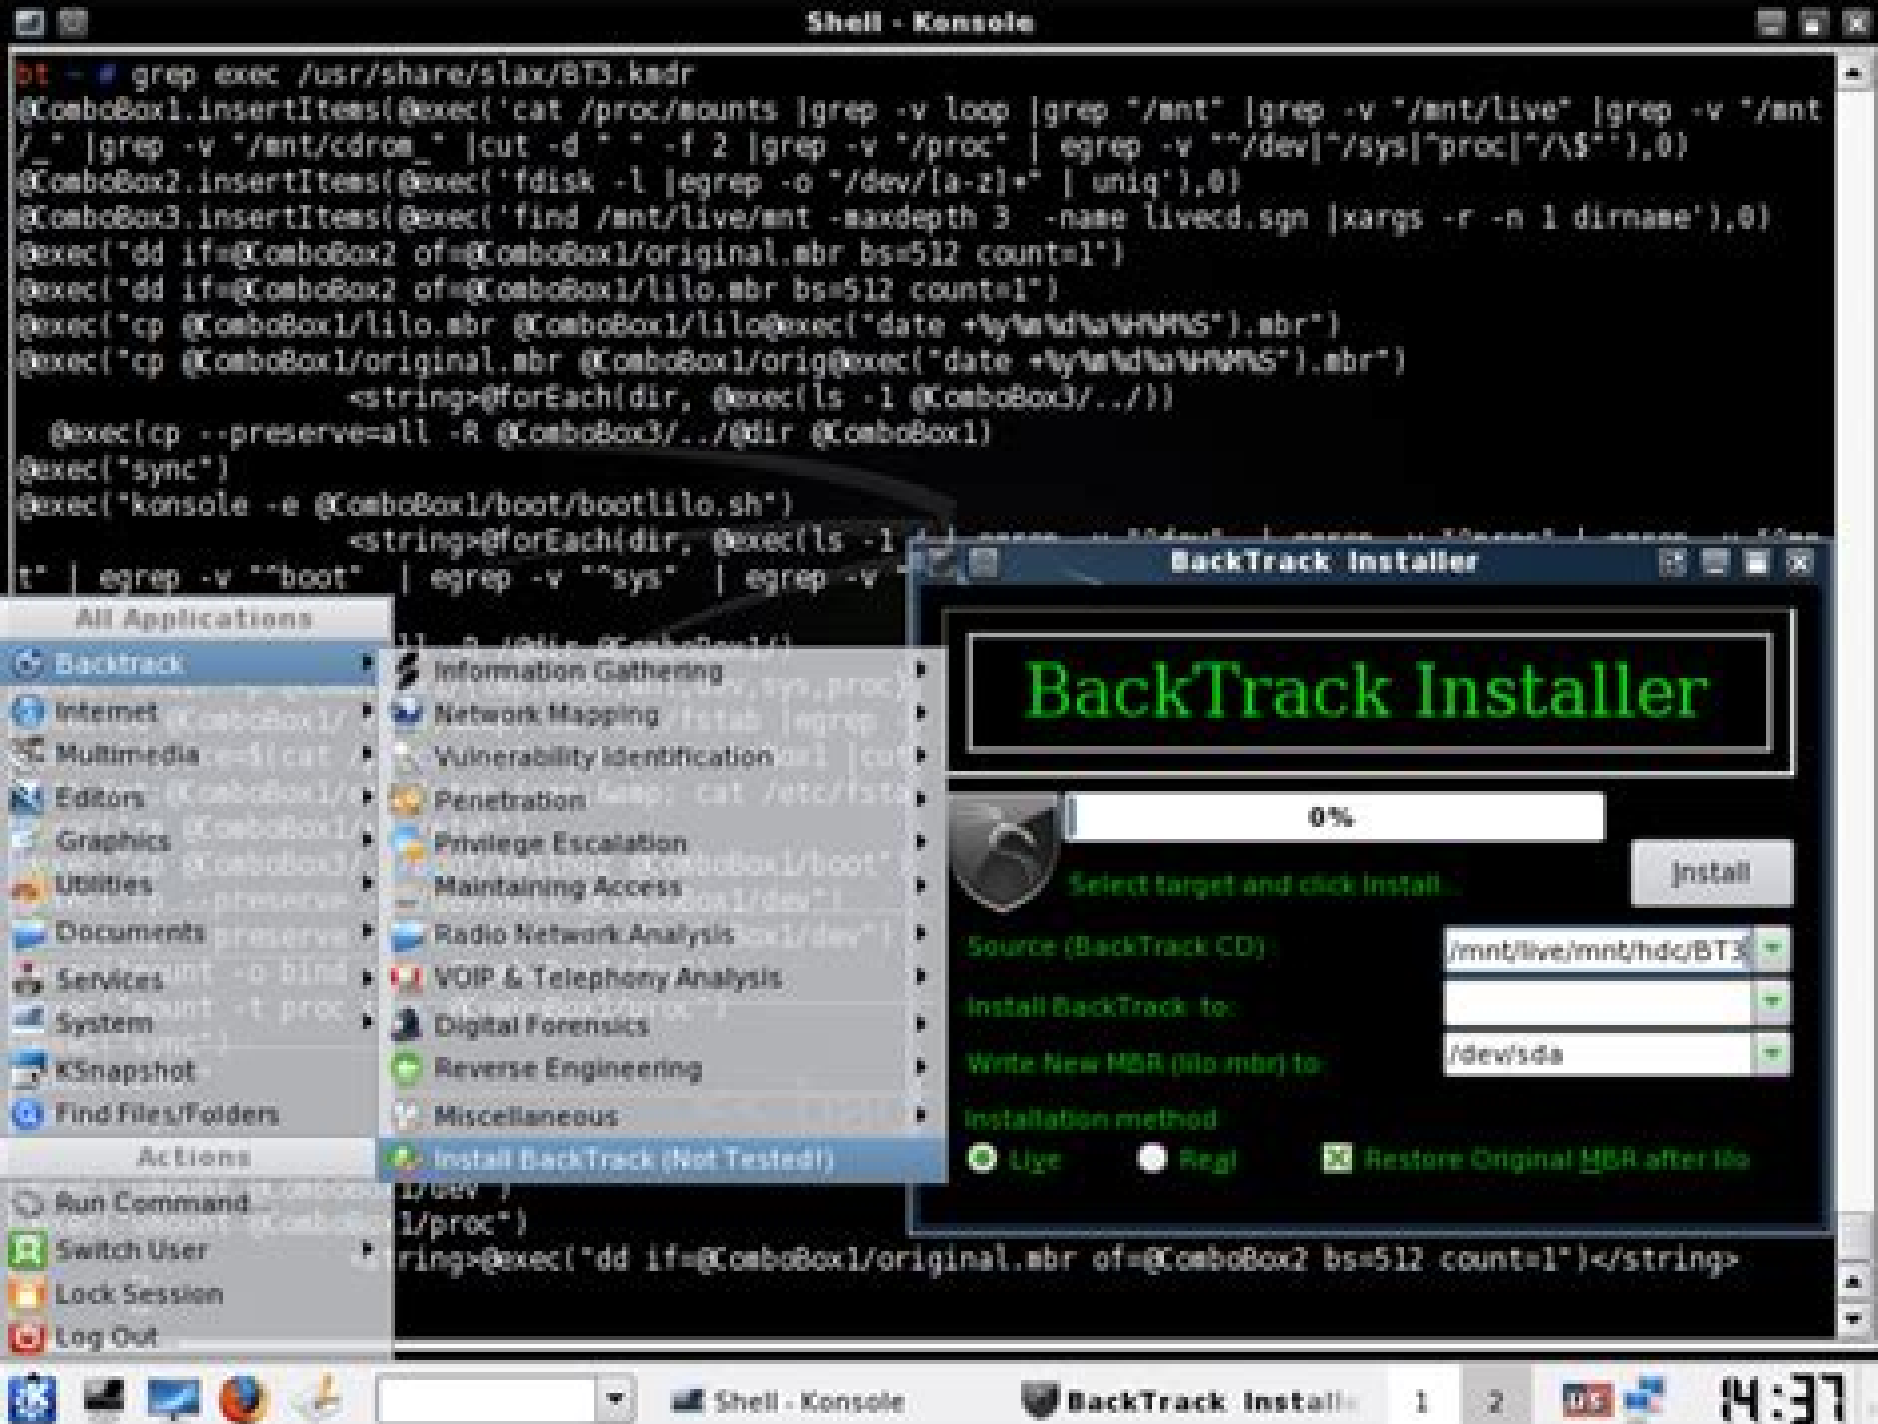 Shell - Konsole
bt ~ # grep exec /usr/share/slax/BT3.kmdr
@ComboBox1.insertItems(@exec('cat /proc/mounts |grep -v loop |grep "/mnt" |grep -v "/mnt/live" |grep -v "/mnt
/_" |grep -v "/mnt/cdrom_" |cut -d " " -f 2 |grep -v "/proc" | egrep -v "^/dev|^/sys|^proc|^/\$"'),0)
@ComboBox2.insertItems(@exec('fdisk -l |egrep -o "/dev/[a-z]+" | uniq'),0)
@ComboBox3.insertItems(@exec('find /mnt/live/mnt -maxdepth 3  -name livecd.sgn |xargs -r -n 1 dirname'),0)
@exec("dd if=@ComboBox2 of=@ComboBox1/original.mbr bs=512 count=1")
@exec("dd if=@ComboBox2 of=@ComboBox1/lilo.mbr bs=512 count=1")
@exec("cp @ComboBox1/lilo.mbr @ComboBox1/lilo@exec("date +%y%m%d%a%H%M%S").mbr")
@exec("cp @ComboBox1/original.mbr @ComboBox1/orig@exec("date +%y%m%d%a%H%M%S").mbr")
<string>@forEach(dir, @exec(ls -1 @ComboBox3/../))
@exec(cp --preserve=all -R @ComboBox3/../@dir @ComboBox1)
@exec("sync")
@exec("konsole -e @ComboBox1/boot/bootlilo.sh")
<string>@forEach(dir, @exec(ls -1
t" | egrep -v "^boot"  | egrep -v "^sys"  | egrep -v "
1/proc")
tring>@exec("dd if=@ComboBox1/original.mbr of=@ComboBox2 bs=512 count=1")</string>
All Applications
Backtrack
Internet
Multimedia
Editors
Graphics
Utilities
Documents
Services
System
KSnapshot
Find Files/Folders
Actions
Run Command...
Switch User
Lock Session
Log Out
Information Gathering
Network Mapping
Vulnerability Identification
Penetration
Privilege Escalation
Maintaining Access
Radio Network Analysis
VOIP & Telephony Analysis
Digital Forensics
Reverse Engineering
Miscellaneous
Install BackTrack (Not Tested!)
BackTrack Installer
BackTrack Installer
0%
Select target and click Install...
Install
Source (BackTrack CD)
/mnt/live/mnt/hdc/BT3
Install BackTrack to:
Write New MBR (lilo.mbr) to:
/dev/sda
Installation method
Live Real Restore Original MBR after lilo
Shell - Konsole
BackTrack Install
1 2
US
14:37